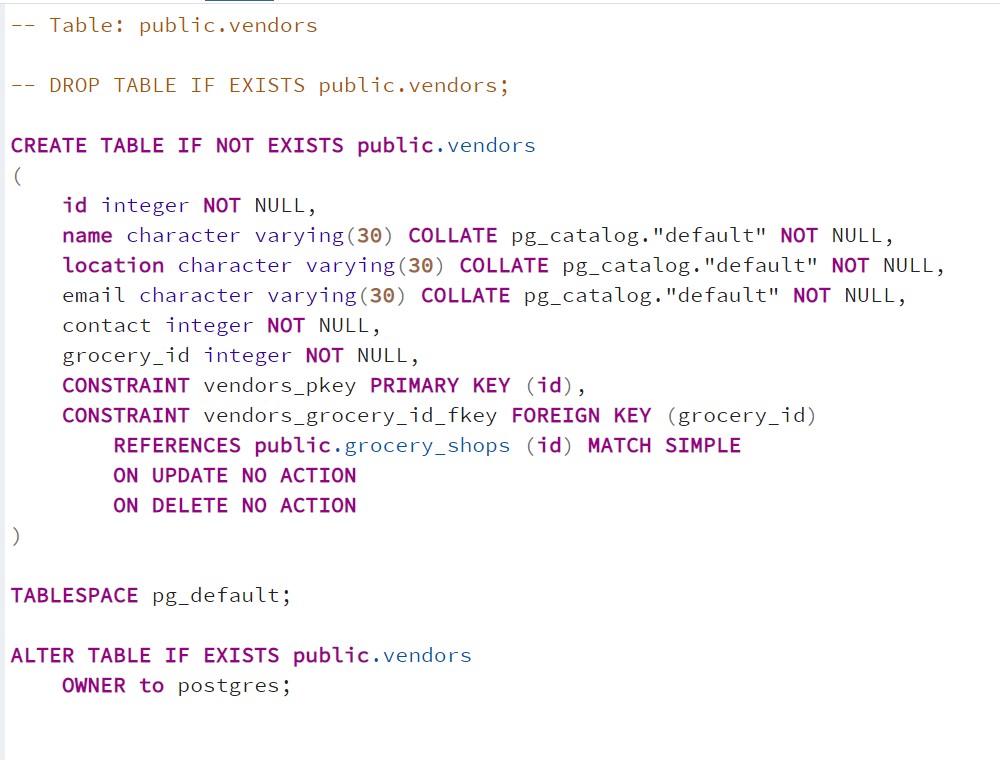 -- Table: public.vendors
-- DROP TABLE IF EXISTS public.vendors;
CREATE TABLE IF NOT EXISTS public.vendors
(
    id integer NOT NULL,
    name character varying(30) COLLATE pg_catalog."default" NOT NULL,
    location character varying(30) COLLATE pg_catalog."default" NOT NULL,
    email character varying(30) COLLATE pg_catalog."default" NOT NULL,
    contact integer NOT NULL,
    grocery_id integer NOT NULL,
    CONSTRAINT vendors_pkey PRIMARY KEY (id),
    CONSTRAINT vendors_grocery_id_fkey FOREIGN KEY (grocery_id)
        REFERENCES public.grocery_shops (id) MATCH SIMPLE
        ON UPDATE NO ACTION
        ON DELETE NO ACTION
)
TABLESPACE pg_default;
ALTER TABLE IF EXISTS public.vendors
    OWNER to postgres;